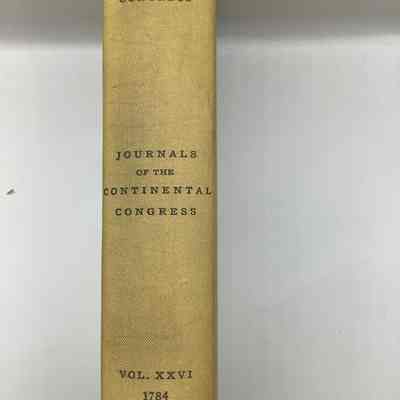 JOURNALS
OF THE
CONTINENTAL
CONGRESS
VOL. XXVI
1784